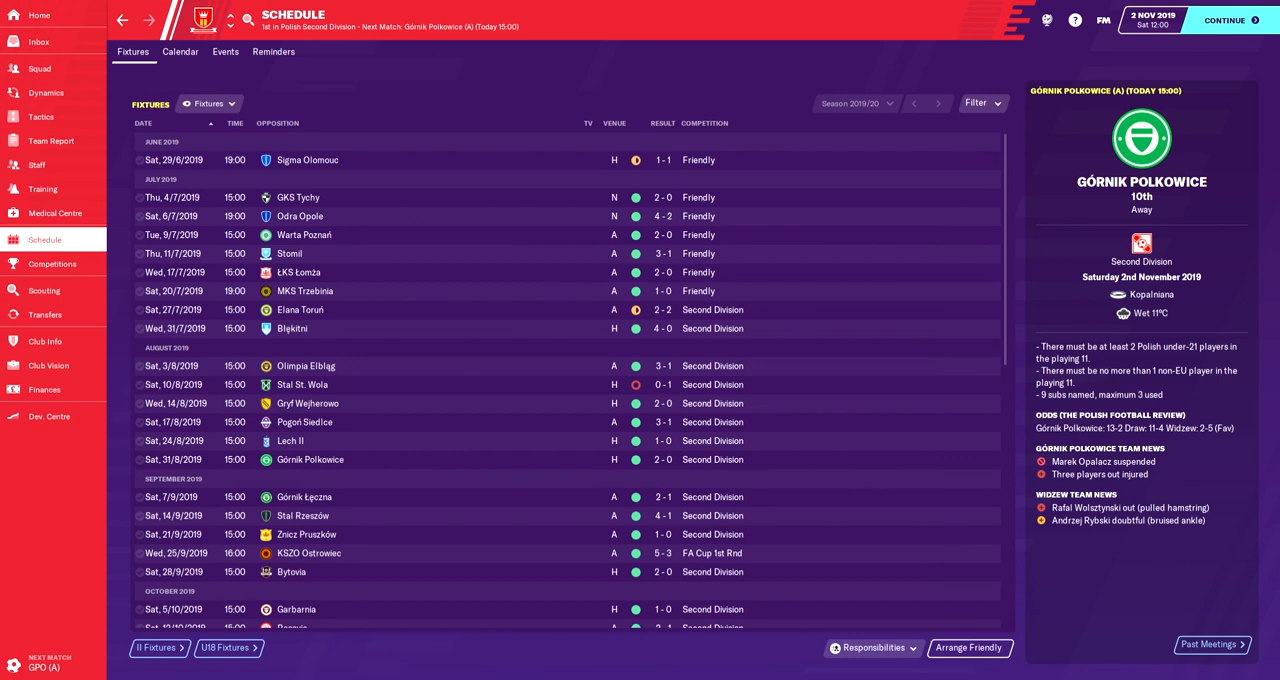 Home
Inbox
Squad
Dynamics
Tactics
Team Report
Staff
Training
Medical Centre
Schedule
Competitions
Scouting
Transfers
Club Info
Club Vision
Finances
Dev. Centre
NEXT MATCH
GPO (A)
SCHEDULE
1st in Polish Second Division - Next Match: Górnik Polkowice (A) (Today 15:00)
? FM
2 NOV 2019
Sat 12:00
CONTINUE
Fixtures Calendar Events Reminders
FIXTURES Fixtures Season 2019/20 Filter
DATE TIME OPPOSITION TV VENUE RESULT COMPETITION
JUNE 2019
Sat, 29/6/2019 19:00 Sigma Olomouc H 1 - 1 Friendly
JULY 2019
Thu, 4/7/2019 15:00 GKS Tychy N 2 - 0 Friendly
Sat, 6/7/2019 19:00 Odra Opole N 4 - 2 Friendly
Tue, 9/7/2019 15:00 Warta Poznań A 2 - 0 Friendly
Thu, 11/7/2019 15:00 Stomil A 3 - 1 Friendly
Wed, 17/7/2019 15:00 ŁKS Łomża A 2 - 0 Friendly
Sat, 20/7/2019 19:00 MKS Trzebinia A 1 - 0 Friendly
Sat, 27/7/2019 15:00 Elana Toruń A 2 - 2 Second Division
Wed, 31/7/2019 15:00 Błękitni H 4 - 0 Second Division
AUGUST 2019
Sat, 3/8/2019 15:00 Olimpia Elbląg A 3 - 1 Second Division
Sat, 10/8/2019 15:00 Stal St. Wola H 0 - 1 Second Division
Wed, 14/8/2019 15:00 Gryf Wejherowo H 2 - 0 Second Division
Sat, 17/8/2019 15:00 Pogoń Siedlce A 3 - 1 Second Division
Sat, 24/8/2019 15:00 Lech II H 1 - 0 Second Division
Sat, 31/8/2019 15:00 Górnik Polkowice H 2 - 0 Second Division
SEPTEMBER 2019
Sat, 7/9/2019 15:00 Górnik Łęczna A 2 - 1 Second Division
Sat, 14/9/2019 15:00 Stal Rzeszów A 4 - 1 Second Division
Sat, 21/9/2019 15:00 Znicz Pruszków A 1 - 0 Second Division
Wed, 25/9/2019 16:00 KSZO Ostrowiec A 5 - 3 FA Cup 1st Rnd
Sat, 28/9/2019 15:00 Bytovia H 2 - 0 Second Division
OCTOBER 2019
Sat, 5/10/2019 15:00 Garbarnia H 1 - 0 Second Division
II Fixtures U18 Fixtures Responsibilities Arrange Friendly
GÓRNIK POLKOWICE (A) (TODAY 15:00)
GÓRNIK POLKOWICE
10th
Away
Second Division
Saturday 2nd November 2019
Kopalniana
Wet 11ºC
- There must be at least 2 Polish under-21 players in
the playing 11.
- There must be no more than 1 non-EU player in the
playing 11.
- 9 subs named, maximum 3 used
ODDS (THE POLISH FOOTBALL REVIEW)
Górnik Polkowice: 13-2 Draw: 11-4 Widzew: 2-5 (Fav)
GÓRNIK POLKOWICE TEAM NEWS
Marek Opalacz suspended
Three players out injured
WIDZEW TEAM NEWS
Rafal Wolsztynski out (pulled hamstring)
Andrzej Rybski doubtful (bruised ankle)
Past Meetings